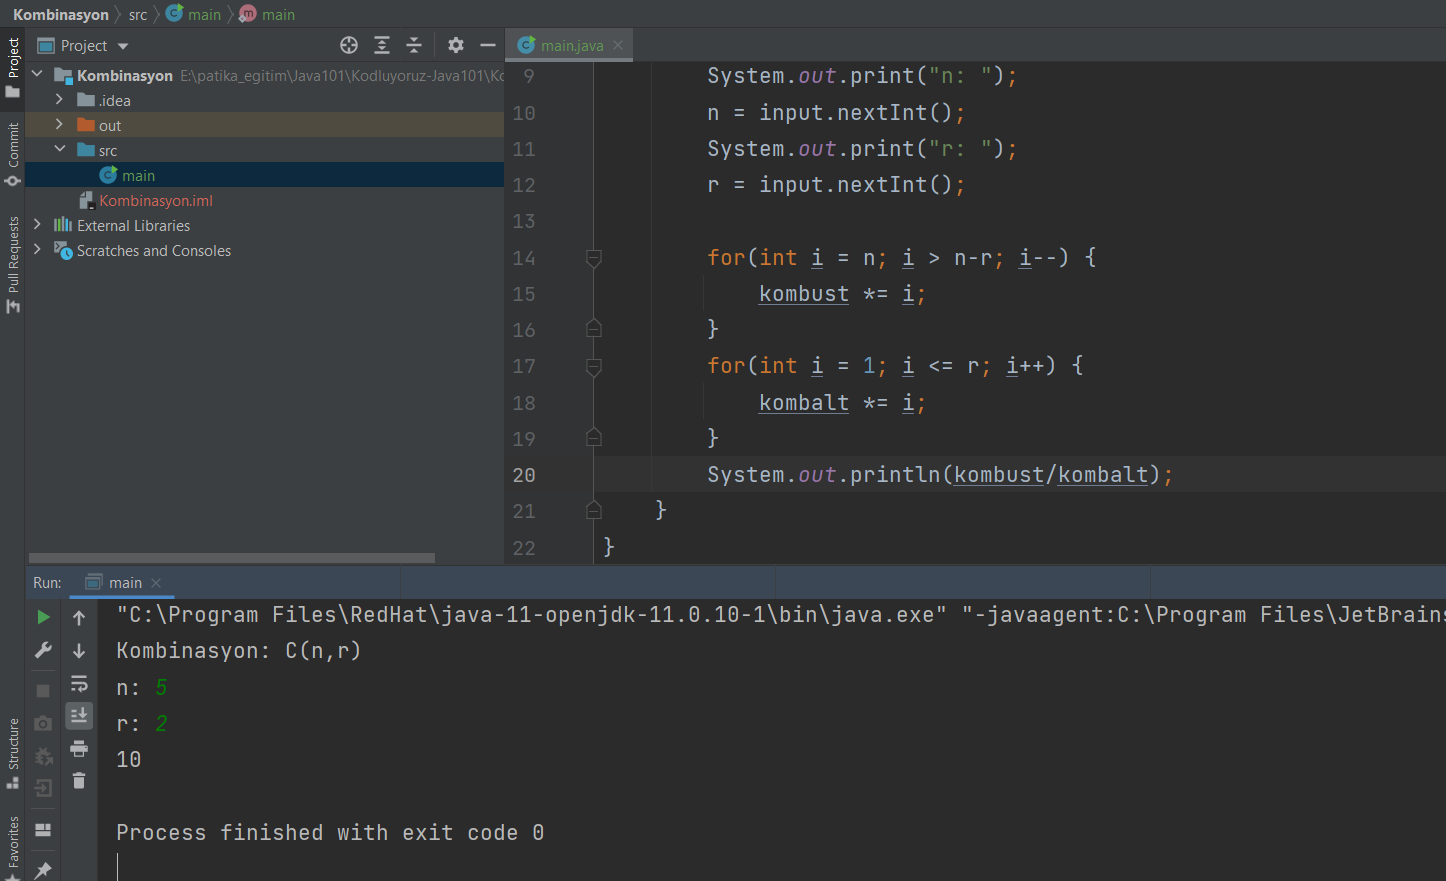 Kombinasyon src main main
Project
main.java
Project
Commit
Pull Requests
Structure
Favorites
Kombinasyon E:\patika_egitim\Java101\Kodluyoruz-Java101\Ko
.idea
out
src
main
Kombinasyon.iml
External Libraries
Scratches and Consoles
9 System.out.print("n: ");
10 n = input.nextInt();
11 System.out.print("r: ");
12 r = input.nextInt();
13
14 for(int i = n; i > n-r; i--) {
15 kombust *= i;
16 }
17 for(int i = 1; i <= r; i++) {
18 kombalt *= i;
19 }
20 System.out.println(kombust/kombalt);
21 }
22 }
Run: main
"C:\Program Files\RedHat\java-11-openjdk-11.0.10-1\bin\java.exe" "-javaagent:C:\Program Files\JetBrains
Kombinasyon: C(n,r)
n: 5
r: 2
10
Process finished with exit code 0